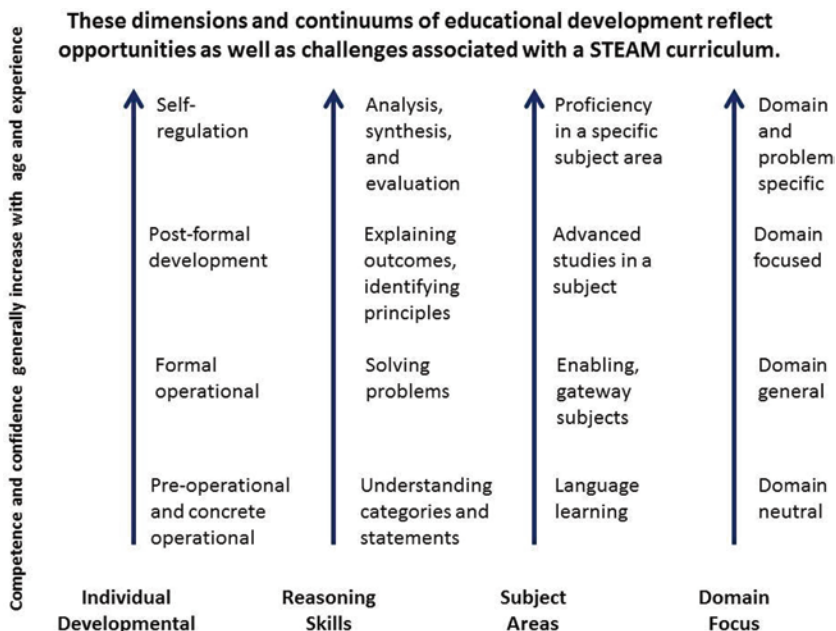 These dimensions and continuums of educational development reflect
opportunities as well as challenges associated with a STEAM curriculum.
Competence and confidence generally increase with age and experience
Self-
regulation
Post-formal
development
Formal
operational
Pre-operational
and concrete
operational
Individual
Developmental
Analysis,
synthesis,
and
evaluation
Explaining
outcomes,
identifying
principles
Solving
problems
Understanding
categories and
statements
Reasoning
Skills
Proficiency
in a specific
subject area
Advanced
studies in a
subject
Enabling,
gateway
subjects
Language
learning
Subject
Areas
Domain
and
problem
specific
Domain
focused
Domain
general
Domain
neutral
Domain
Focus